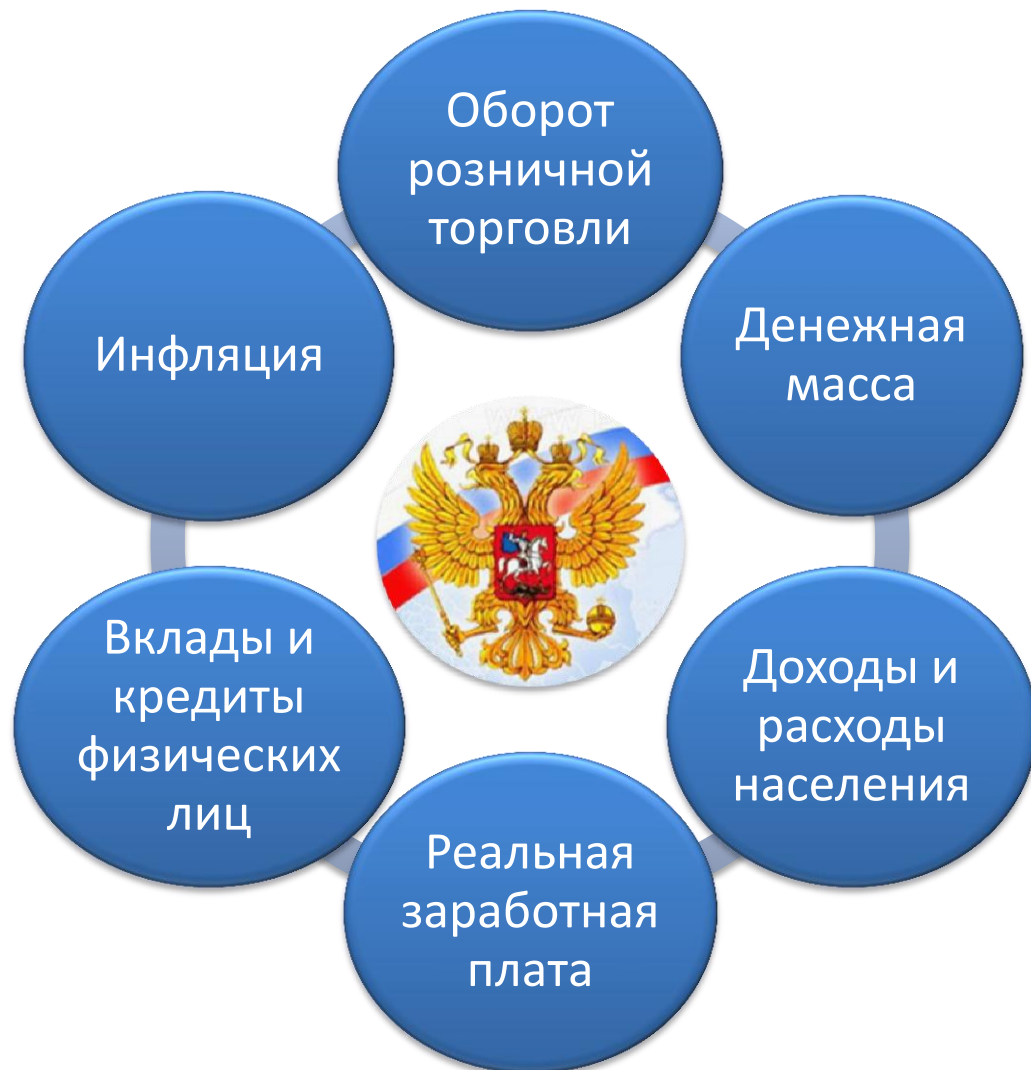 Оборот
розничной
торговли
Денежная
масса
Доходы и
расходы
населения
Реальная
заработная
плата
Вклады и
кредиты
физических
лиц
Инфляция